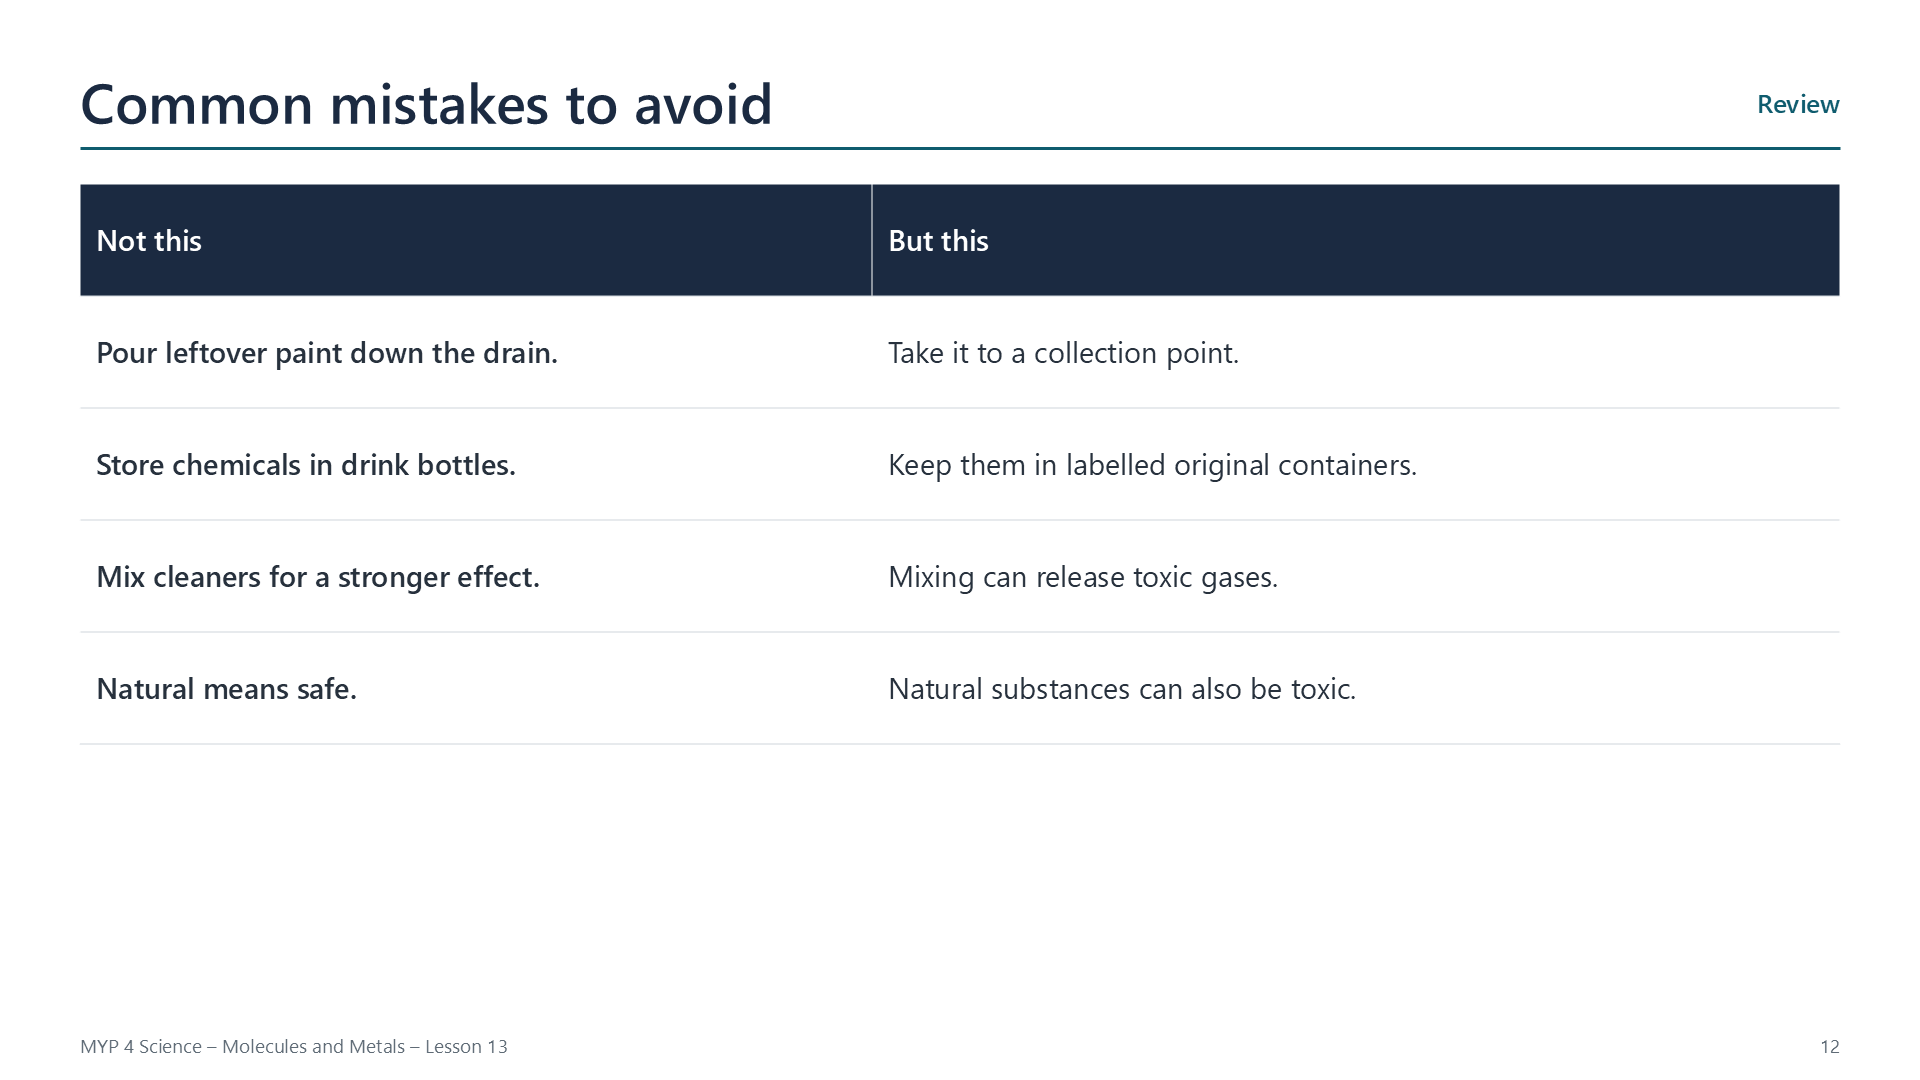 Common mistakes to avoid
Review
Not this
But this
Pour leftover paint down the drain.
Take it to a collection point.
Store chemicals in drink bottles.
Keep them in labelled original containers.
Mix cleaners for a stronger effect.
Mixing can release toxic gases.
Natural means safe.
Natural substances can also be toxic.
MYP 4 Science – Molecules and Metals – Lesson 13
12